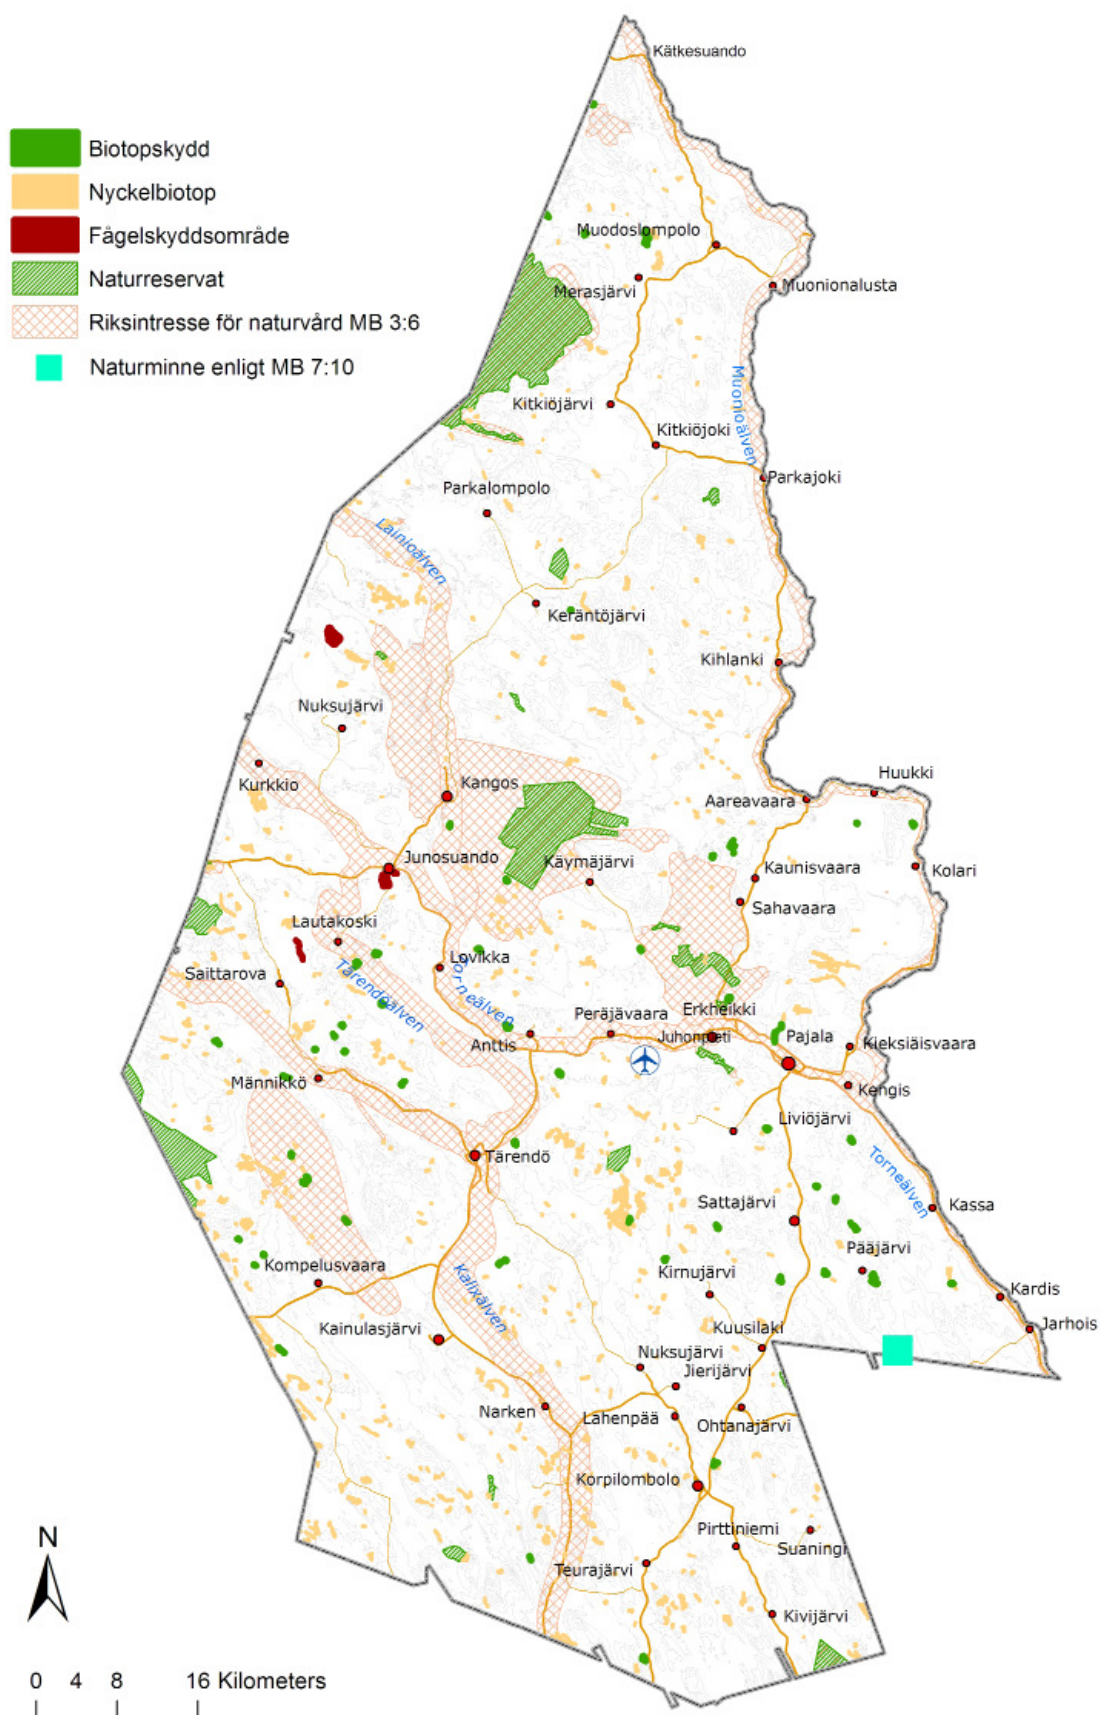 Kätkesuando
Biotopskydd
Nyckelbiotop
Fågelskyddsområde
Naturreservat
Riksintresse för naturvård MB 3:6
Naturminne enligt MB 7:10
Muodoslompolo
Merasjärvi
Muonionalusta
Muonioälven
Kitkiöjärvi
Kitkiöjoki
Parkajoki
Parkalompolo
Lainioälven
Keräntöjärvi
Kihlanki
Nuksujärvi
Kurkkio
Kangos
Huukki
Aareavaara
Junosuando
Käymäjärvi
Kaunisvaara
Kolari
Sahavaara
Lautakoski
Lovikka
Saittarova
Tärendöälven
Torneälven
Peräjävaara
Erkheikki
Anttis
Juhonpieti
Pajala
Kieksiäisvaara
Männikkö
Kengis
Liviöjärvi
Tärendö
Torneälven
Sattajärvi
Kassa
Pääjärvi
Kompelusvaara
Kirnujärvi
Kalixälven
Kardis
Kainulasjärvi
Kuusilaki
Jarhois
Nuksujärvi
Jierijärvi
Narken
Lahenpää
Ohtanajärvi
Korpilombolo
Pirttiniemi
Suaningi
Teurajärvi
Kivijärvi
N
0 4 8 16 Kilometers